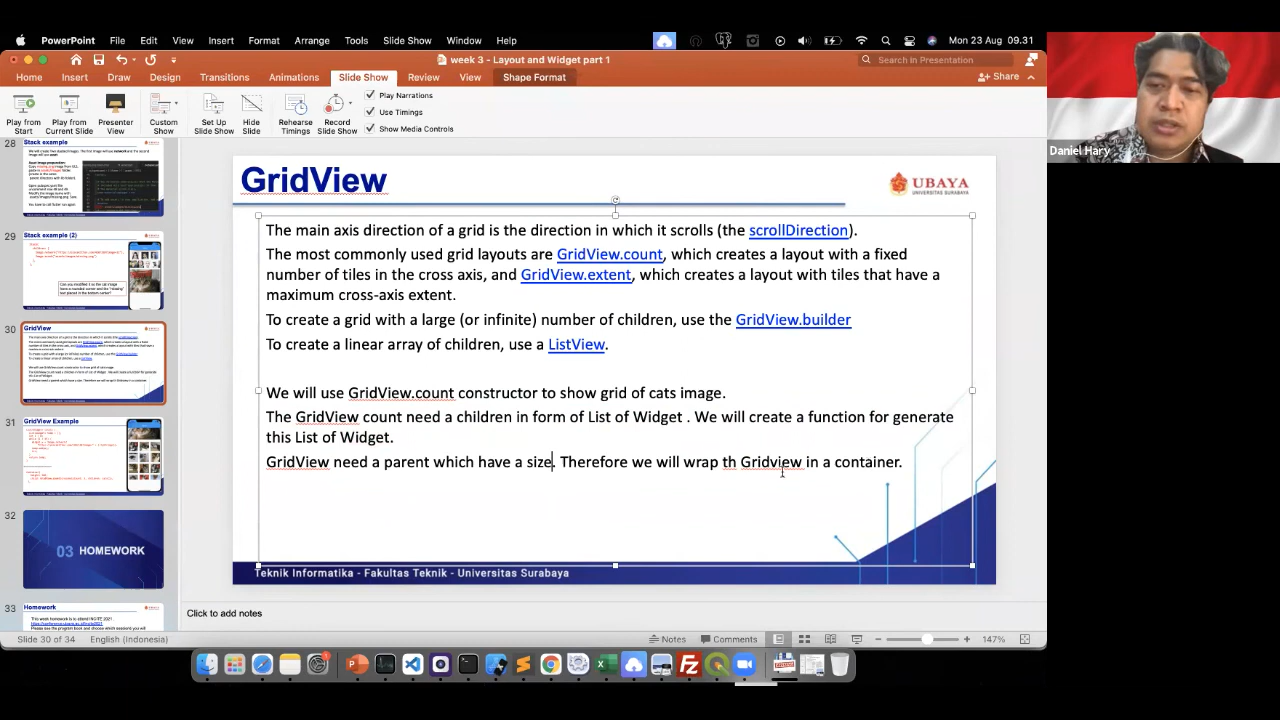 PowerPoint File Edit View Insert Format Arrange Tools Slide Show Window Help Mon 23 Aug 09.31
week 3 - Layout and Widget part 1
Search in Presentation
Home Insert Draw Design Transitions Animations Slide Show Review View Shape Format
Share
Play from Start
Play from Current Slide
Presenter View
Custom Show
Set Up Slide Show
Hide Slide
Rehearse Timings
Record Slide Show
Play Narrations
Use Timings
Show Media Controls
Daniel Hary
28
Stack example
29
Stack example (2)
30
GridView
31
GridView Example
32
03 HOMEWORK
33
Homework
GridView
UBAYA
UNIVERSITAS SURABAYA
The main axis direction of a grid is the direction in which it scrolls (the scrollDirection).
The most commonly used grid layouts are GridView.count, which creates a layout with a fixed
number of tiles in the cross axis, and GridView.extent, which creates a layout with tiles that have a
maximum cross-axis extent.
To create a grid with a large (or infinite) number of children, use the GridView.builder
To create a linear array of children, use a ListView.
We will use GridView.count constructor to show grid of cats image.
The GridView count need a children in form of List of Widget . We will create a function for generate
this List of Widget.
GridView need a parent which have a size. Therefore we will wrap the gridview in a container.
Teknik Informatika - Fakultas Teknik - Universitas Surabaya
Click to add notes
Slide 30 of 34 English (Indonesia) Notes Comments 147%